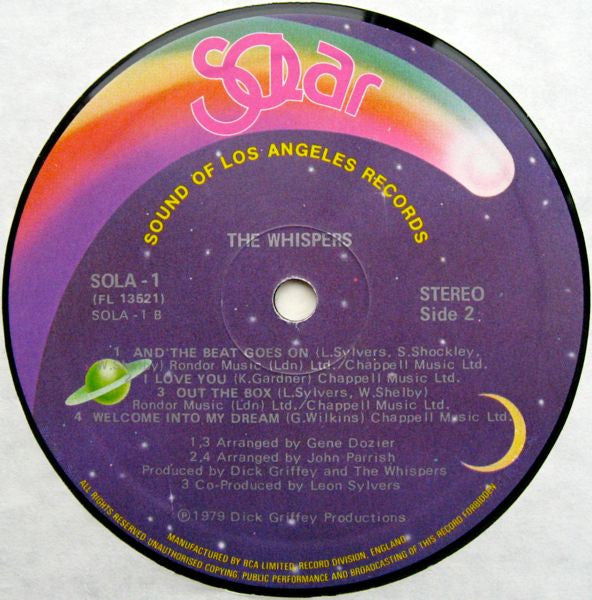 SOlar
SOUND OF LOS ANGELES RECORDS
THE WHISPERS
SOLA - 1
(FL 13521)
SOLA - 1 B
STEREO
Side 2
1 AND THE BEAT GOES ON (L.Sylvers, S.Shockley,
W.Shelby) Rondor Music (Ldn) Ltd./Chappell Music Ltd.
I LOVE YOU (K.Gardner) Chappell Music Ltd.
3 OUT THE BOX (L.Sylvers, W.Shelby)
Rondor Music (Ldn) Ltd./Chappell Music Ltd.
4 WELCOME INTO MY DREAM (G.Wilkins) Chappell Music Ltd.
1,3 Arranged by Gene Dozier
2,4 Arranged by John Parrish
Produced by Dick Griffey and The Whispers
3 Co-Produced by Leon Sylvers
℗1979 Dick Griffey Productions
MANUFACTURED BY RCA LIMITED, RECORD DIVISION, ENGLAND
ALL RIGHTS RESERVED UNAUTHORISED COPYING, PUBLIC PERFORMANCE AND BROADCASTING OF THIS RECORD FORBIDDEN